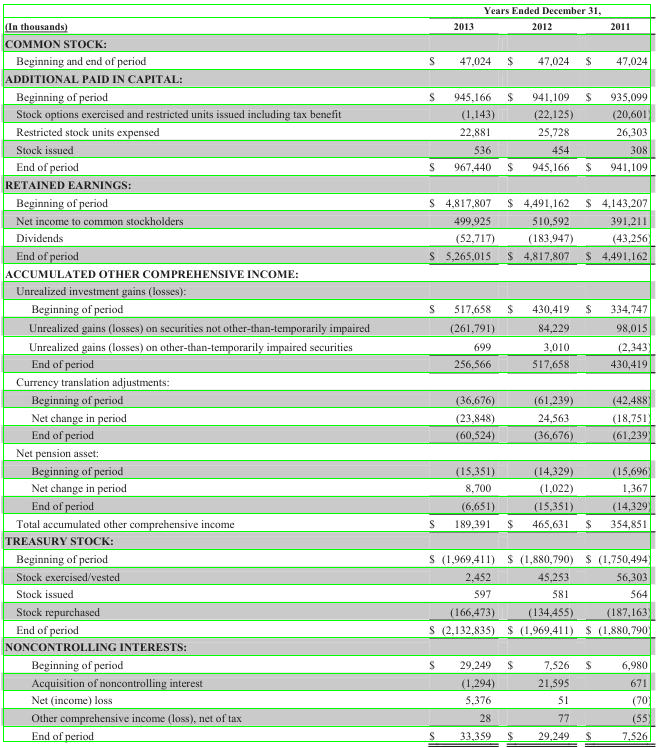 Years Ended December 31,
(In thousands) 2013 2012 2011
COMMON STOCK:
Beginning and end of period $ 47,024 $ 47,024 $ 47,024
ADDITIONAL PAID IN CAPITAL:
Beginning of period $ 945,166 $ 941,109 $ 935,099
Stock options exercised and restricted units issued including tax benefit (1,143) (22,125) (20,601)
Restricted stock units expensed 22,881 25,728 26,303
Stock issued 536 454 308
End of period $ 967,440 $ 945,166 $ 941,109
RETAINED EARNINGS:
Beginning of period $ 4,817,807 $ 4,491,162 $ 4,143,207
Net income to common stockholders 499,925 510,592 391,211
Dividends (52,717) (183,947) (43,256)
End of period $ 5,265,015 $ 4,817,807 $ 4,491,162
ACCUMULATED OTHER COMPREHENSIVE INCOME:
Unrealized investment gains (losses):
Beginning of period $ 517,658 $ 430,419 $ 334,747
Unrealized gains (losses) on securities not other-than-temporarily impaired (261,791) 84,229 98,015
Unrealized gains (losses) on other-than-temporarily impaired securities 699 3,010 (2,343)
End of period 256,566 517,658 430,419
Currency translation adjustments:
Beginning of period (36,676) (61,239) (42,488)
Net change in period (23,848) 24,563 (18,751)
End of period (60,524) (36,676) (61,239)
Net pension asset:
Beginning of period (15,351) (14,329) (15,696)
Net change in period 8,700 (1,022) 1,367
End of period (6,651) (15,351) (14,329)
Total accumulated other comprehensive income $ 189,391 $ 465,631 $ 354,851
TREASURY STOCK:
Beginning of period $ (1,969,411) $ (1,880,790) $ (1,750,494)
Stock exercised/vested 2,452 45,253 56,303
Stock issued 597 581 564
Stock repurchased (166,473) (134,455) (187,163)
End of period $ (2,132,835) $ (1,969,411) $ (1,880,790)
NONCONTROLLING INTERESTS:
Beginning of period $ 29,249 $ 7,526 $ 6,980
Acquisition of noncontrolling interest (1,294) 21,595 671
Net (income) loss 5,376 51 (70)
Other comprehensive income (loss), net of tax 28 77 (55)
End of period $ 33,359 $ 29,249 $ 7,526